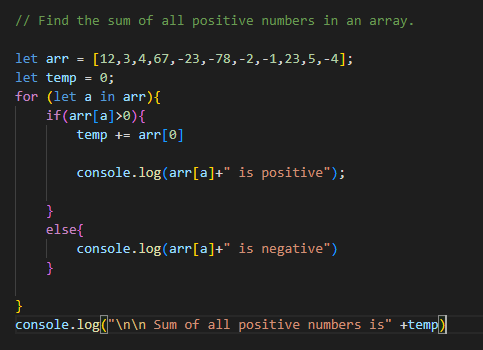 // Find the sum of all positive numbers in an array.
let arr = [12,3,4,67,-23,-78,-2,-1,23,5,-4];
let temp = 0;
for (let a in arr){
if(arr[a]>0){
temp += arr[0]
console.log(arr[a]+" is positive");
}
else{
console.log(arr[a]+" is negative")
}
}
console.log("\n\n Sum of all positive numbers is" +temp)